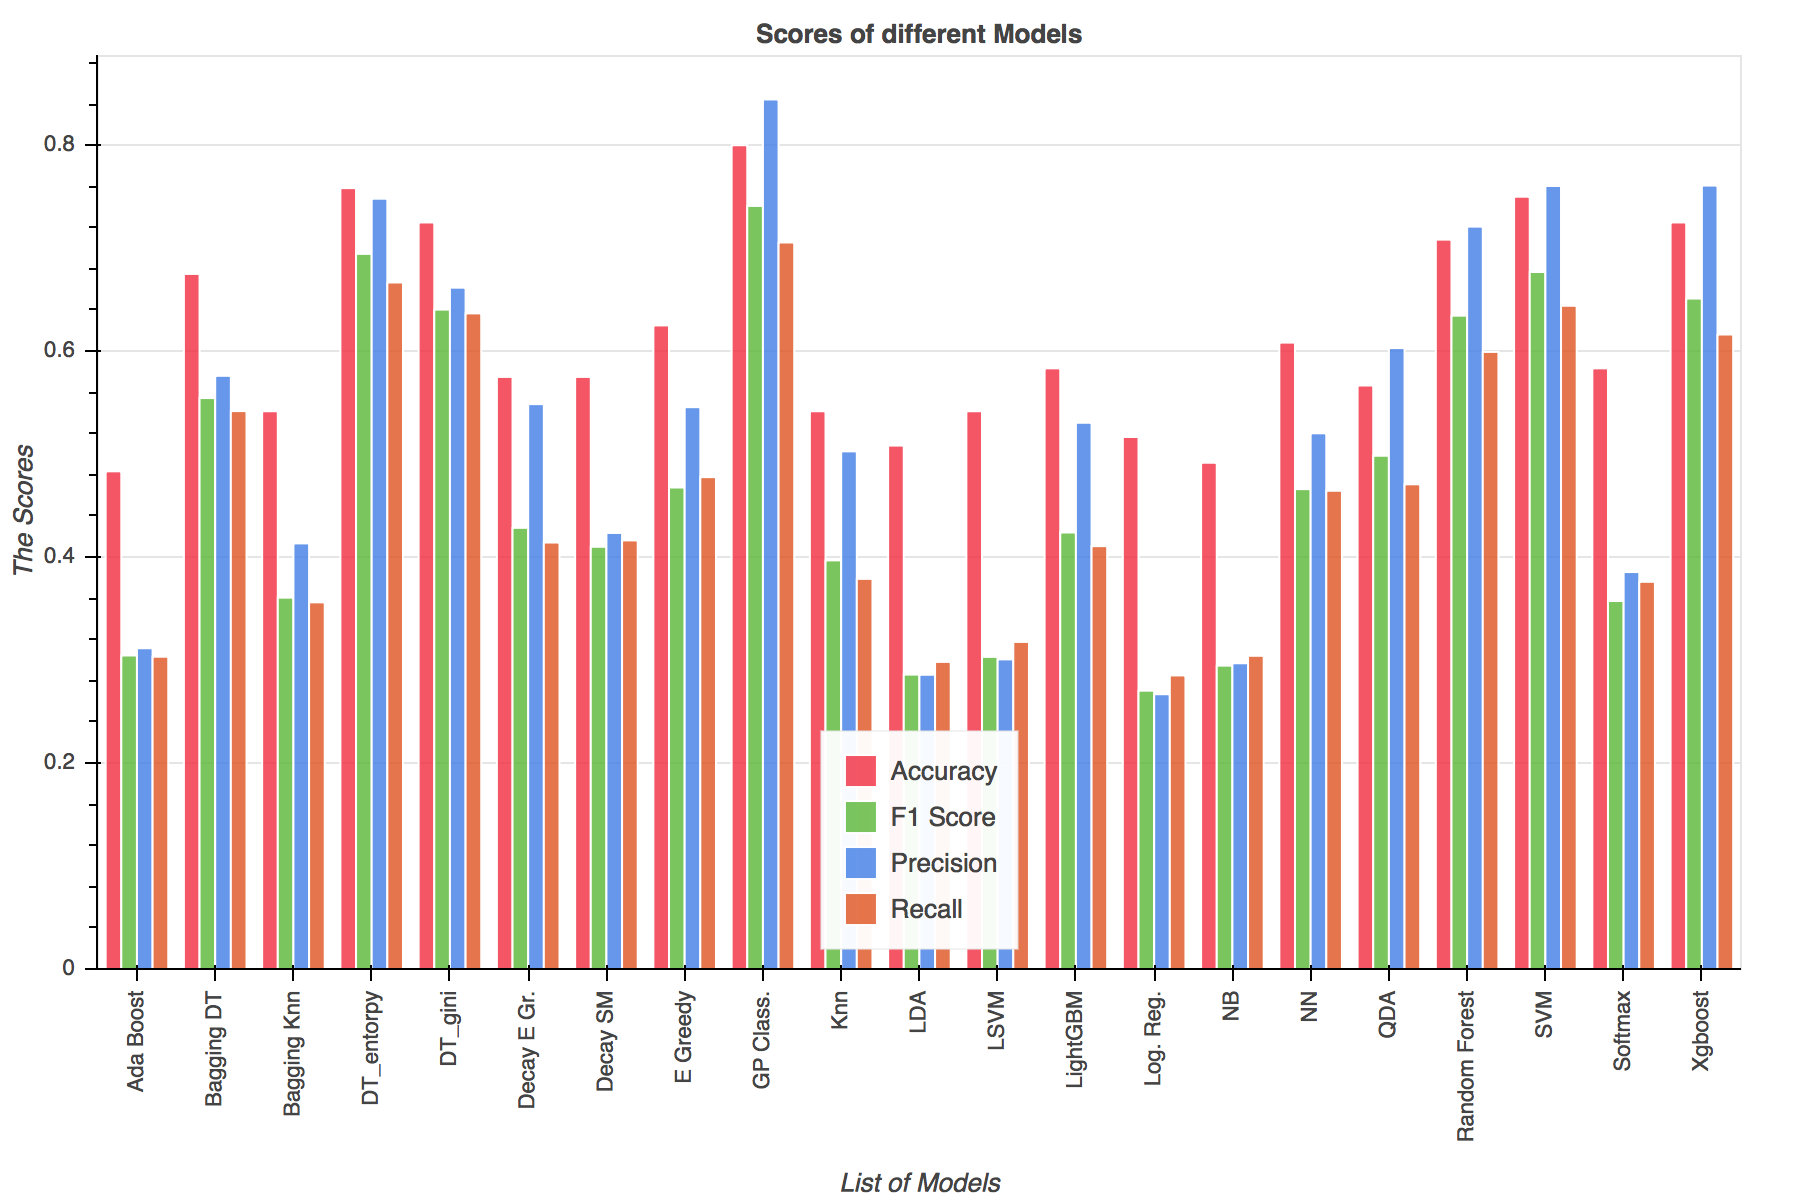 Scores of different Models
The Scores
0.8
0.6
0.4
0.2
0
Accuracy
F1 Score
Precision
Recall
Ada Boost
Bagging DT
Bagging Knn
DT_entorpy
DT_gini
Decay E Gr.
Decay SM
E Greedy
GP Class.
Knn
LDA
LSVM
LightGBM
Log. Reg.
NB
NN
QDA
Random Forest
SVM
Softmax
Xgboost
List of Models